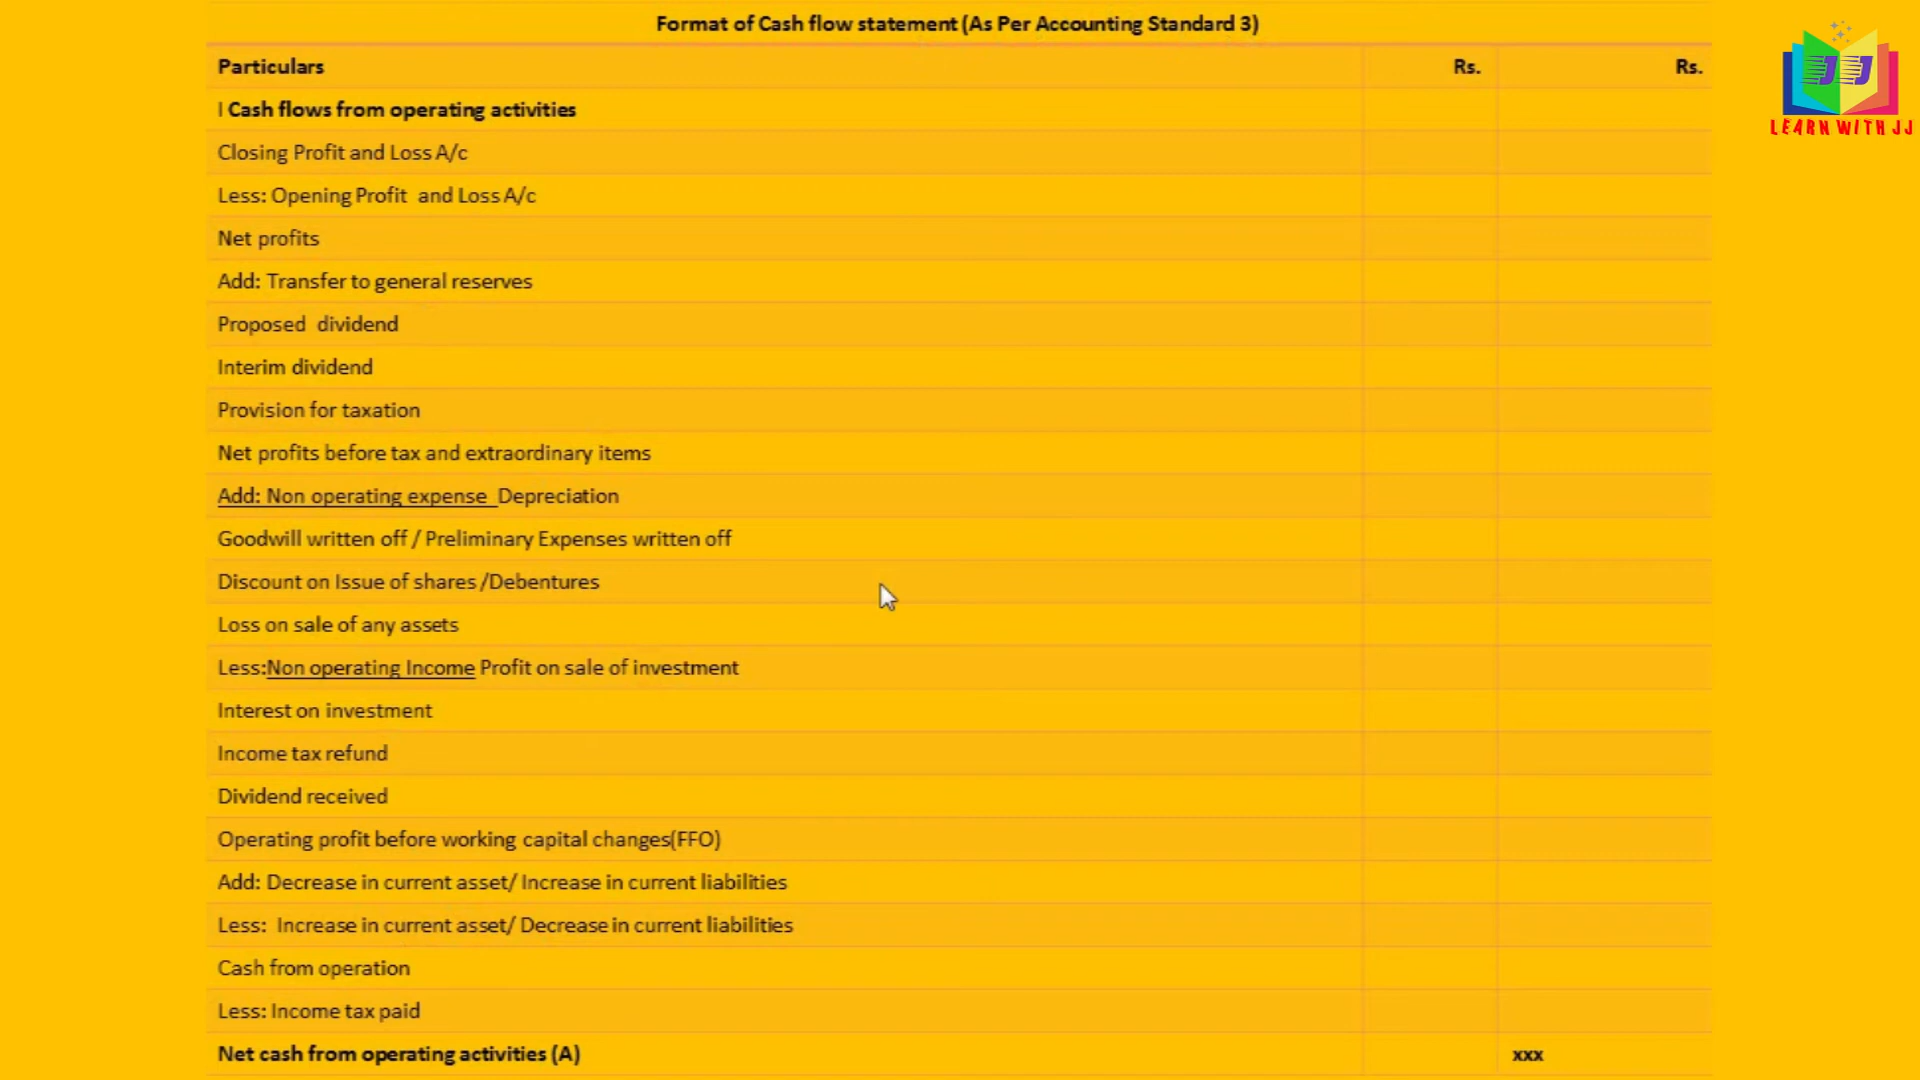 Format of Cash flow statement (As Per Accounting Standard 3)
Particulars Rs. Rs.
I Cash flows from operating activities
Closing Profit and Loss A/c
Less: Opening Profit and Loss A/c
Net profits
Add: Transfer to general reserves
Proposed dividend
Interim dividend
Provision for taxation
Net profits before tax and extraordinary items
Add: Non operating expense Depreciation
Goodwill written off / Preliminary Expenses written off
Discount on Issue of shares /Debentures
Loss on sale of any assets
Less:Non operating Income Profit on sale of investment
Interest on investment
Income tax refund
Dividend received
Operating profit before working capital changes(FFO)
Add: Decrease in current asset/ Increase in current liabilities
Less: Increase in current asset/ Decrease in current liabilities
Cash from operation
Less: Income tax paid
Net cash from operating activities (A) xxx
JJ
LEARN WITH JJ